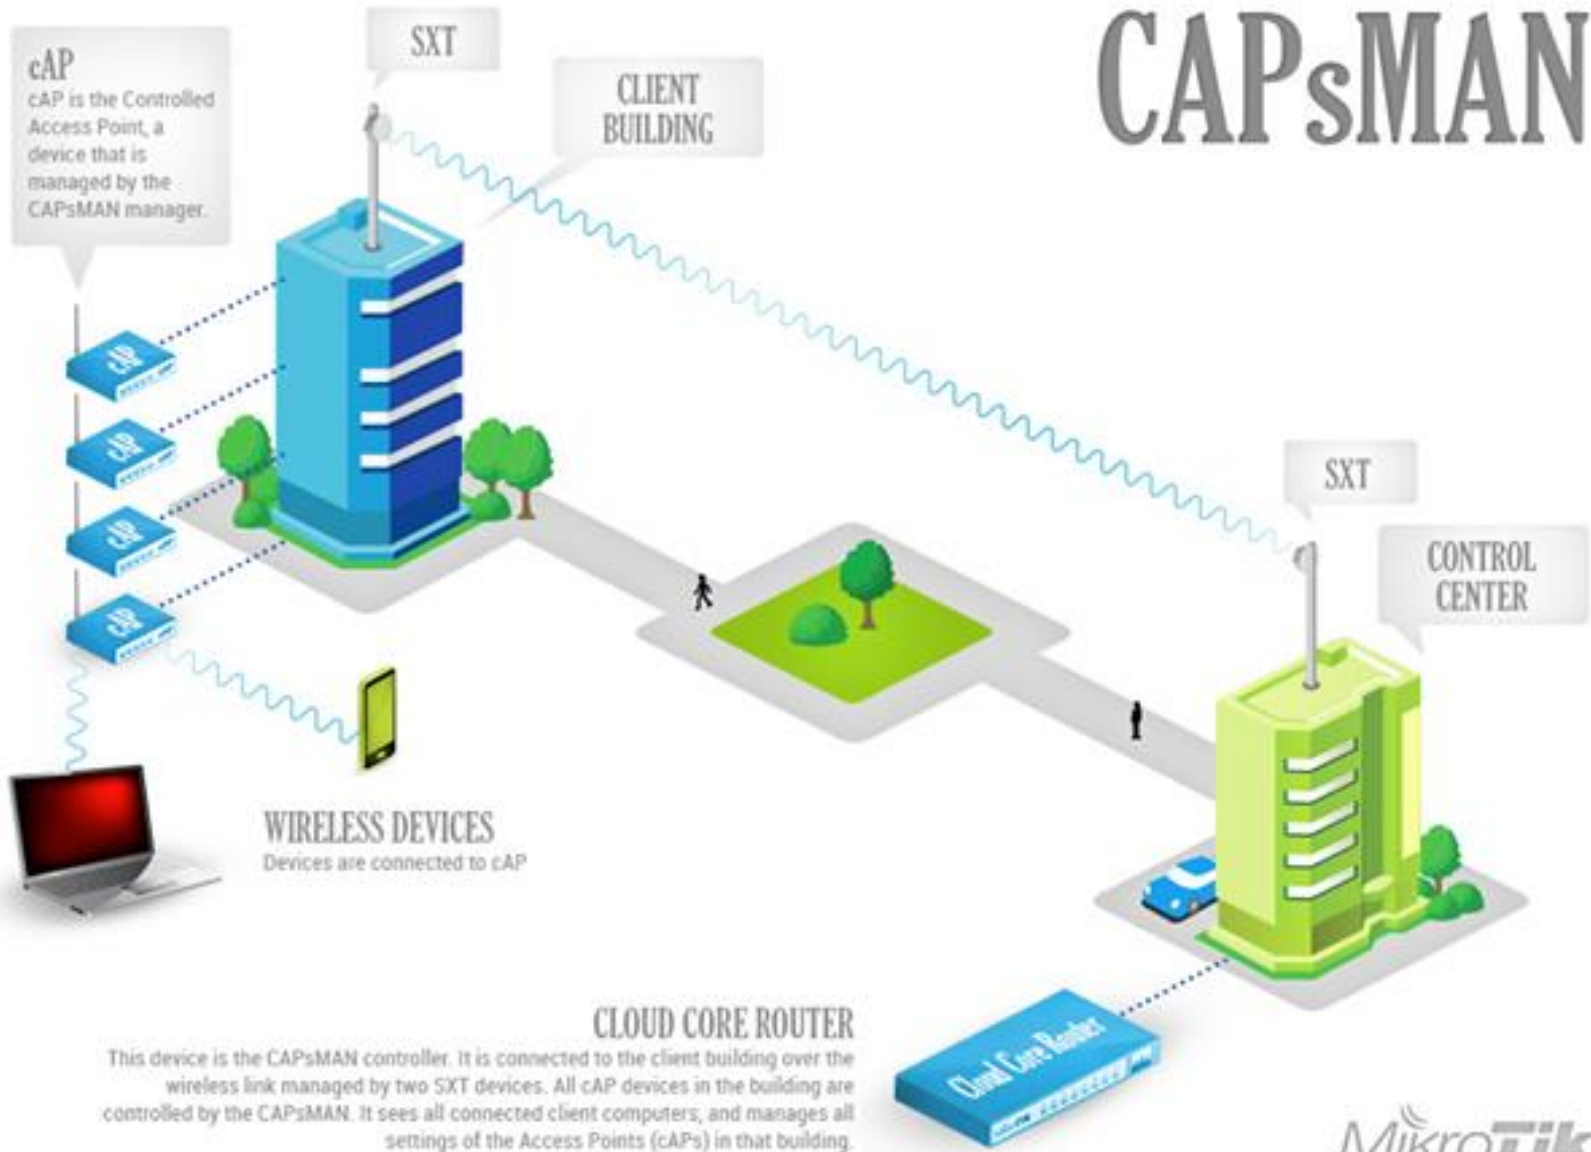 CAPsMAN
SXT
cAP
cAP is the Controlled
Access Point, a
device that is
managed by the
CAPsMAN manager.
CLIENT
BUILDING
cAP
cAP
cAP
cAP
SXT
CONTROL
CENTER
WIRELESS DEVICES
Devices are connected to cAP
CLOUD CORE ROUTER
This device is the CAPsMAN controller. It is connected to the client building over the
wireless link managed by two SXT devices. All cAP devices in the building are
controlled by the CAPsMAN. It sees all connected client computers, and manages all
settings of the Access Points (cAPs) in that building.
Cloud Core Router
MikroTik